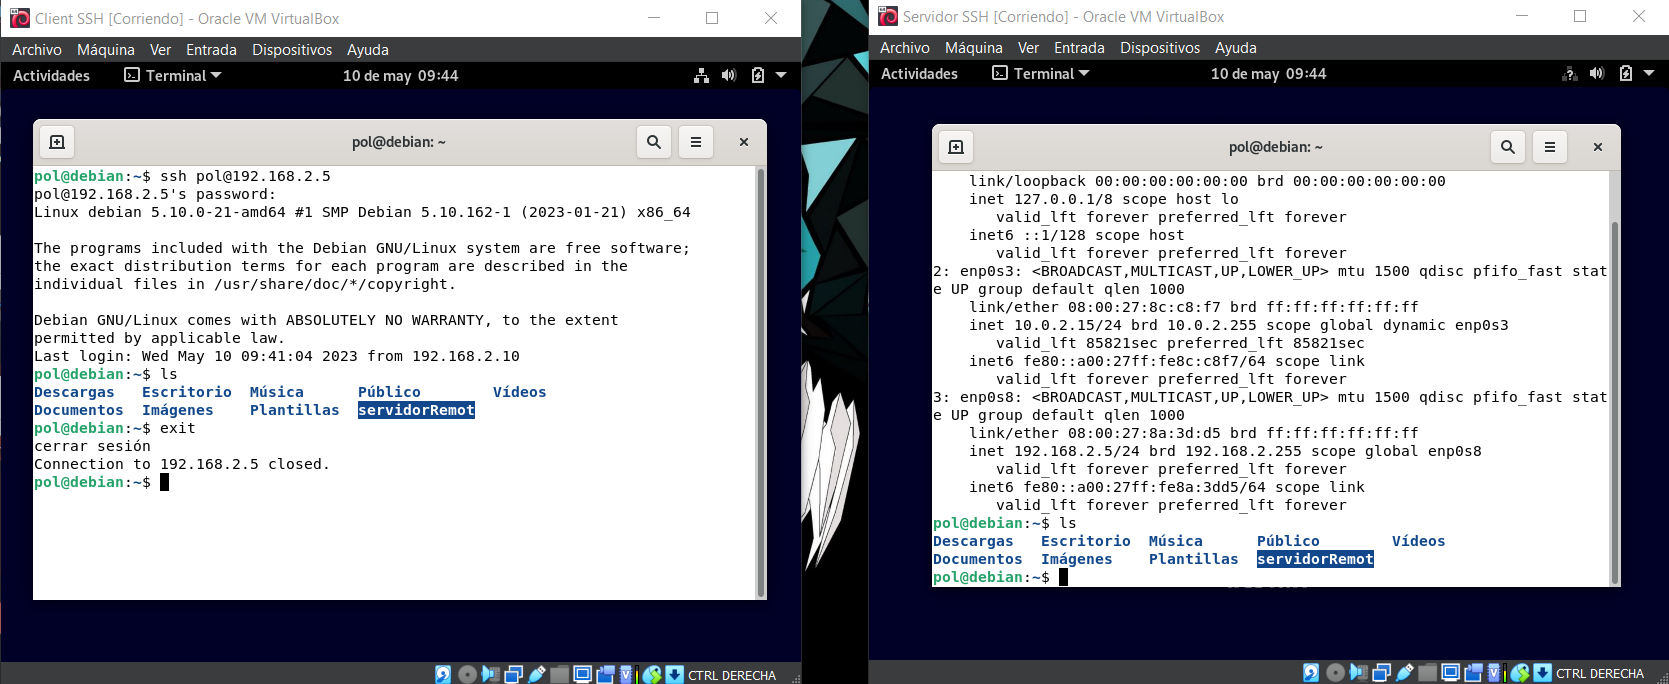 Client SSH [Corriendo] - Oracle VM VirtualBox
Archivo Máquina Ver Entrada Dispositivos Ayuda
Actividades Terminal 10 de may 09:44
pol@debian: ~
pol@debian:~$ ssh pol@192.168.2.5
pol@192.168.2.5's password:
Linux debian 5.10.0-21-amd64 #1 SMP Debian 5.10.162-1 (2023-01-21) x86_64
The programs included with the Debian GNU/Linux system are free software;
the exact distribution terms for each program are described in the
individual files in /usr/share/doc/*/copyright.
Debian GNU/Linux comes with ABSOLUTELY NO WARRANTY, to the extent
permitted by applicable law.
Last login: Wed May 10 09:41:04 2023 from 192.168.2.10
pol@debian:~$ ls
Descargas Escritorio Música Público Vídeos
Documentos Imágenes Plantillas servidorRemot
pol@debian:~$ exit
cerrar sesión
Connection to 192.168.2.5 closed.
pol@debian:~$
CTRL DERECHA
Servidor SSH [Corriendo] - Oracle VM VirtualBox
Archivo Máquina Ver Entrada Dispositivos Ayuda
Actividades Terminal 10 de may 09:44
pol@debian: ~
link/loopback 00:00:00:00:00:00 brd 00:00:00:00:00:00
inet 127.0.0.1/8 scope host lo
valid_lft forever preferred_lft forever
inet6 ::1/128 scope host
valid_lft forever preferred_lft forever
2: enp0s3: <BROADCAST,MULTICAST,UP,LOWER_UP> mtu 1500 qdisc pfifo_fast stat
e UP group default qlen 1000
link/ether 08:00:27:8c:c8:f7 brd ff:ff:ff:ff:ff:ff
inet 10.0.2.15/24 brd 10.0.2.255 scope global dynamic enp0s3
valid_lft 85821sec preferred_lft 85821sec
inet6 fe80::a00:27ff:fe8c:c8f7/64 scope link
valid_lft forever preferred_lft forever
3: enp0s8: <BROADCAST,MULTICAST,UP,LOWER_UP> mtu 1500 qdisc pfifo_fast stat
e UP group default qlen 1000
link/ether 08:00:27:8a:3d:d5 brd ff:ff:ff:ff:ff:ff
inet 192.168.2.5/24 brd 192.168.2.255 scope global enp0s8
valid_lft forever preferred_lft forever
inet6 fe80::a00:27ff:fe8a:3dd5/64 scope link
valid_lft forever preferred_lft forever
pol@debian:~$ ls
Descargas Escritorio Música Público Vídeos
Documentos Imágenes Plantillas servidorRemot
pol@debian:~$
CTRL DERECHA